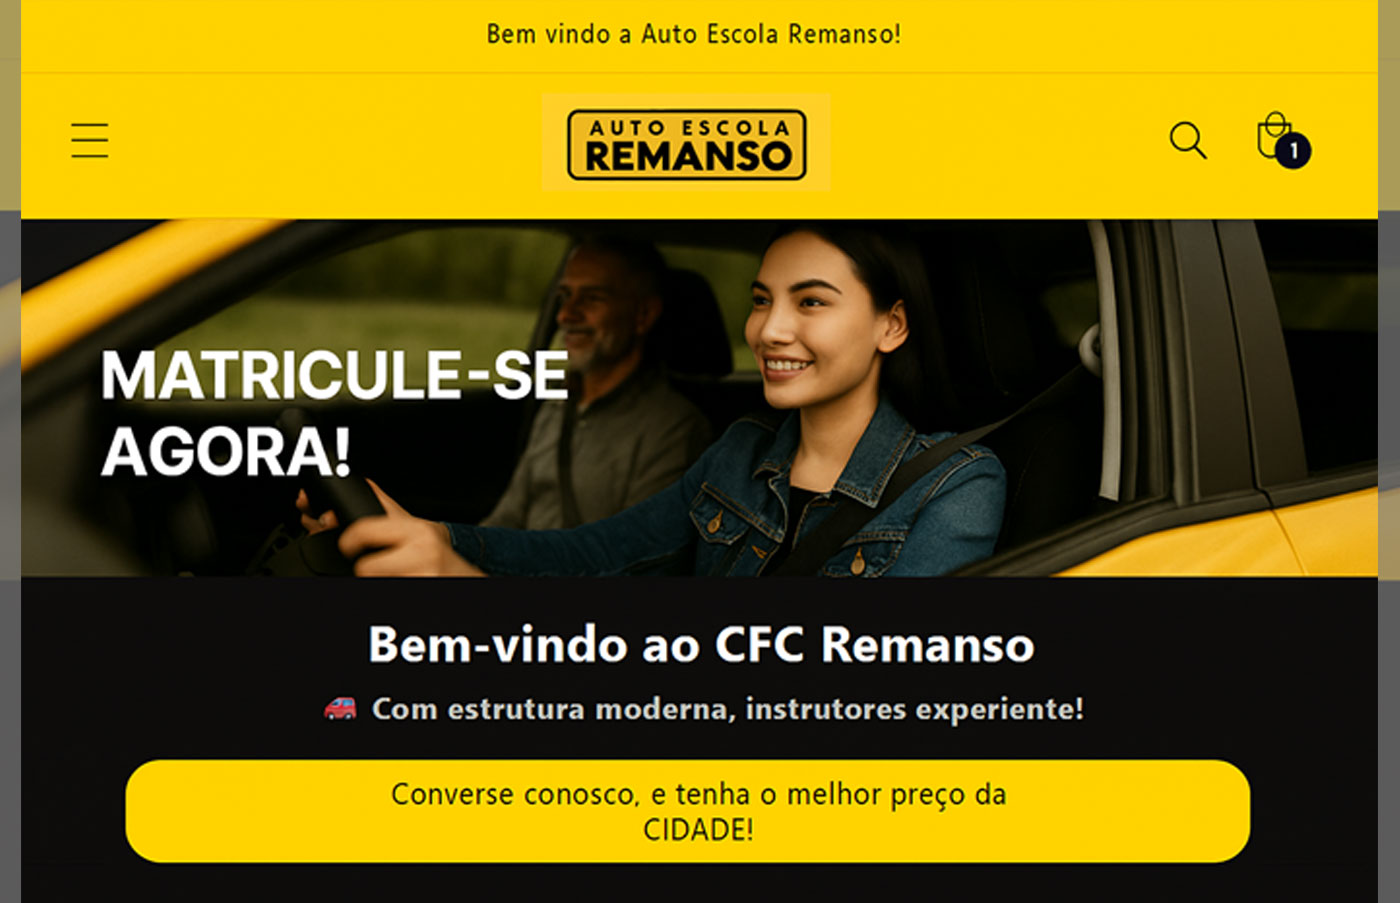 Bem vindo a Auto Escola Remanso!
AUTO ESCOLA
REMANSO
1
MATRICULE-SE
AGORA!
Bem-vindo ao CFC Remanso
Com estrutura moderna, instrutores experiente!
Converse conosco, e tenha o melhor preço da
CIDADE!